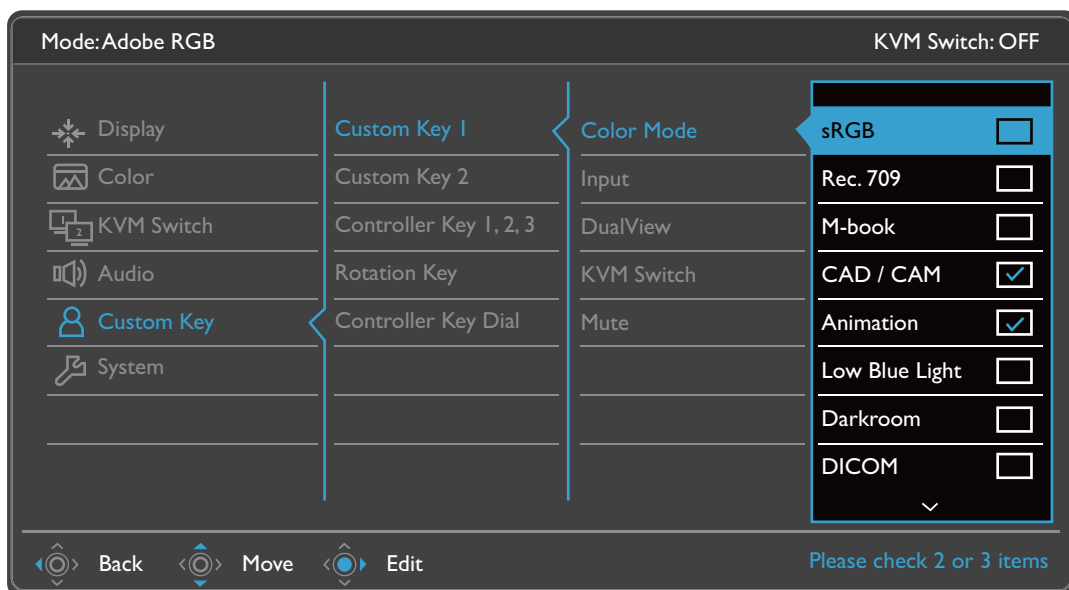 Mode: Adobe RGB
KVM Switch: OFF
Display
Color
1
2
KVM Switch
Audio
Custom Key
System
Custom Key 1
Custom Key 2
Controller Key 1, 2, 3
Rotation Key
Controller Key Dial
Color Mode
Input
DualView
KVM Switch
Mute
sRGB
Rec. 709
M-book
CAD / CAM
Animation
Low Blue Light
Darkroom
DICOM
Back
Move
Edit
Please check 2 or 3 items